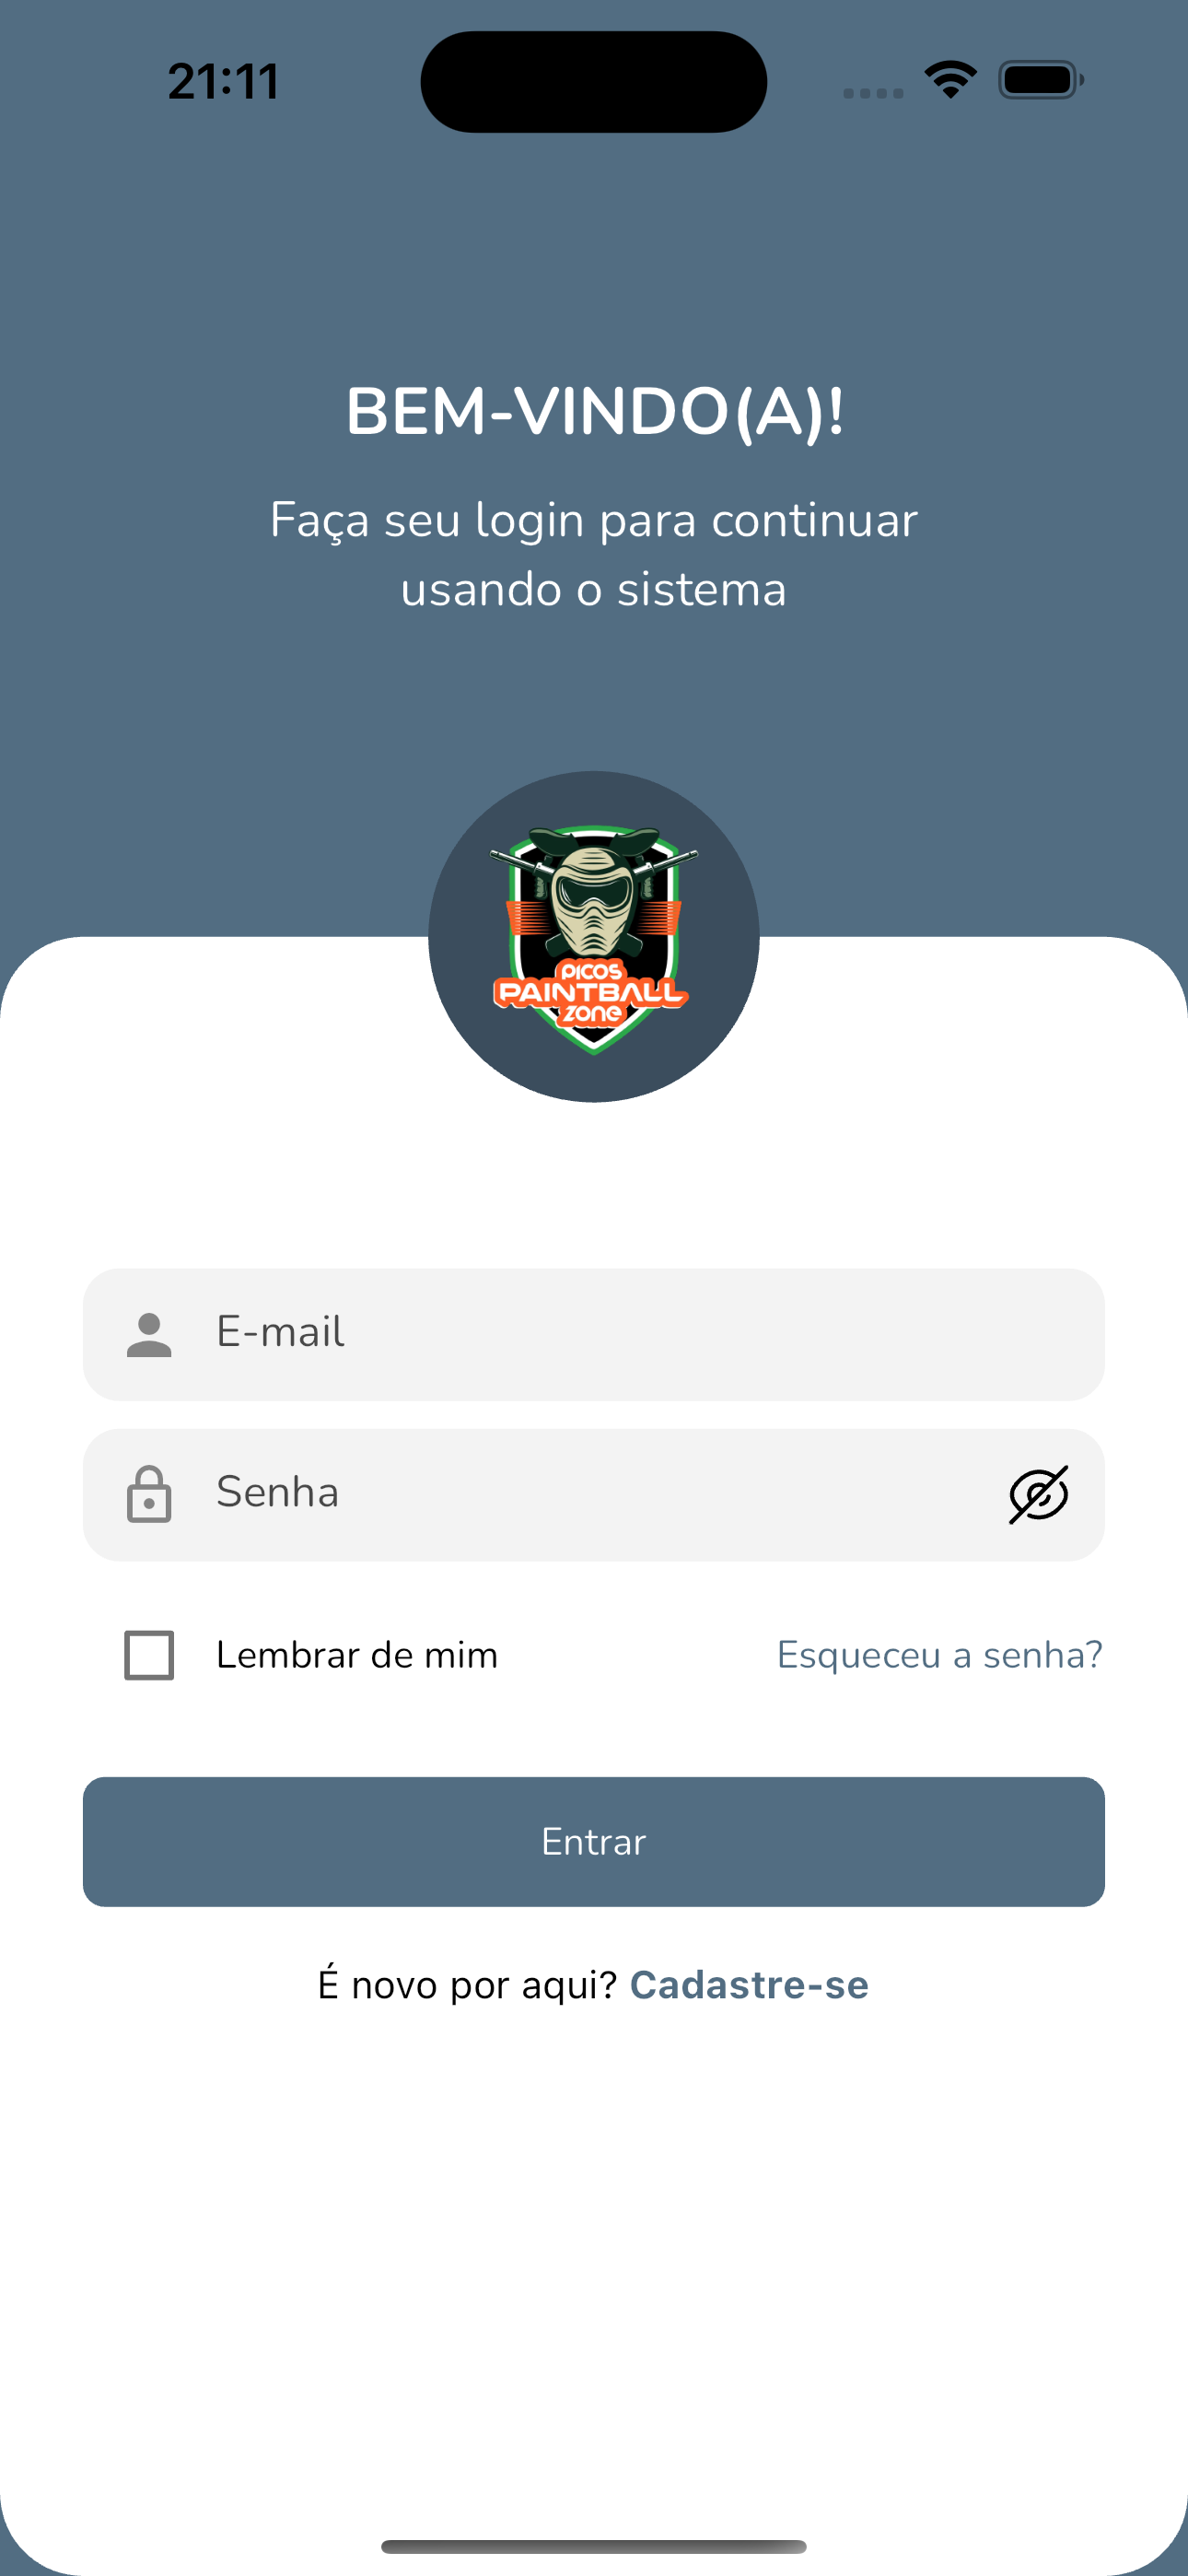 21:11
BEM-VINDO(A)!
Faça seu login para continuar
usando o sistema
PICOS
PAINTBALL
zone
E-mail
Senha
Lembrar de mim
Esqueceu a senha?
Entrar
É novo por aqui? Cadastre-se